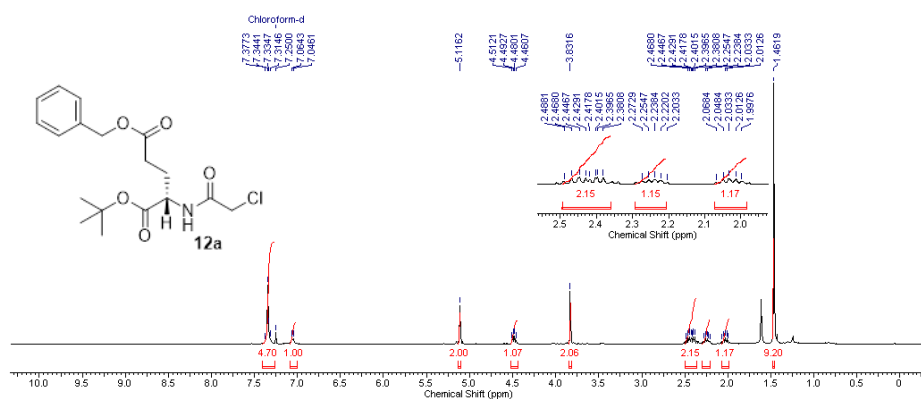 Chloroform-d
7.3773
7.3441
7.3347
7.3146
7.2500
7.0643
7.0461
5.1162
4.5121
4.4927
4.4801
4.4607
3.8316
2.4680
2.4467
2.4291
2.4178
2.4015
2.3965
2.3808
2.2547
2.2384
2.0333
2.0126
1.4619
2.4881
2.4680
2.4467
2.4291
2.4178
2.4015
2.3965
2.3808
2.2729
2.2547
2.2384
2.2202
2.2033
2.0684
2.0484
2.0333
2.0126
1.9976
2.15 1.15 1.17
2.5 2.4 2.3 2.2 2.1 2.0
Chemical Shift (ppm)
O
O
O
O
H
N
H
O
Cl
12a
4.70 1.00 2.00 1.07 2.06 2.15 1.17 9.20
10.0 9.5 9.0 8.5 8.0 7.5 7.0 6.5 6.0 5.5 5.0 4.5 4.0 3.5 3.0 2.5 2.0 1.5 1.0 0.5 0
Chemical Shift (ppm)